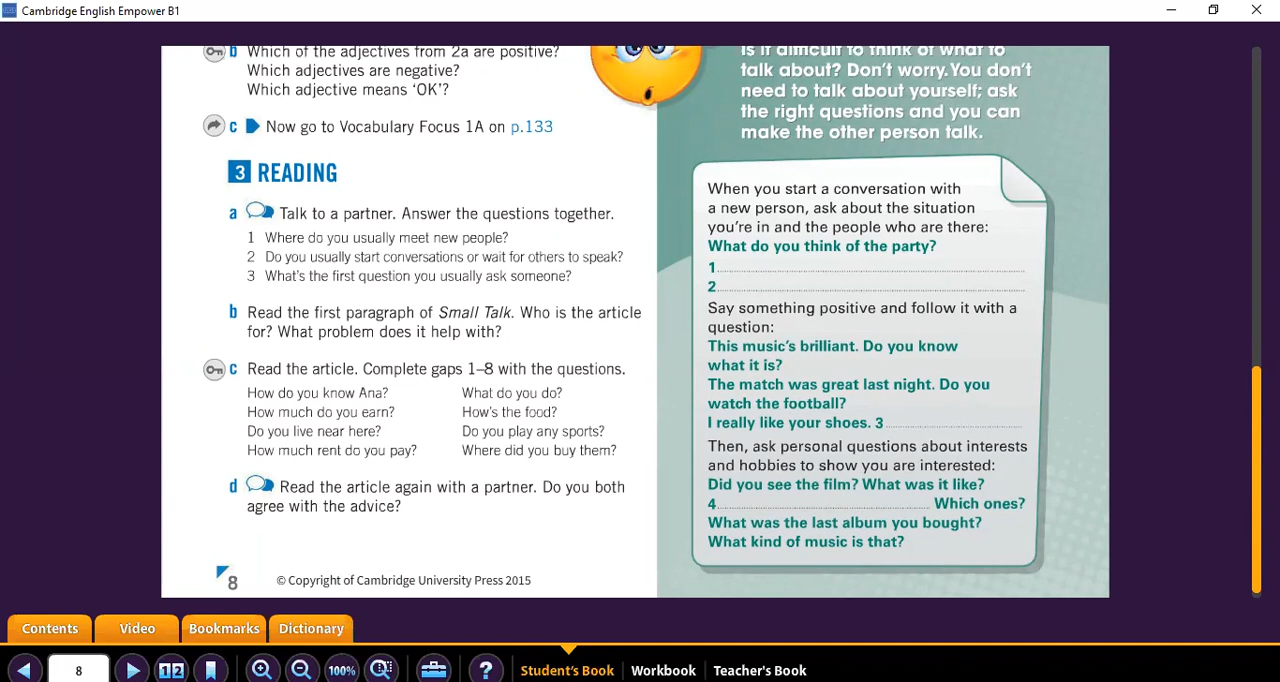 Cambridge English Empower B1
b Which of the adjectives from 2a are positive?
Which adjectives are negative?
Which adjective means ‘OK’?
c Now go to Vocabulary Focus 1A on p.133
3 READING
a Talk to a partner. Answer the questions together.
1 Where do you usually meet new people?
2 Do you usually start conversations or wait for others to speak?
3 What's the first question you usually ask someone?
b Read the first paragraph of Small Talk. Who is the article
for? What problem does it help with?
c Read the article. Complete gaps 1–8 with the questions.
How do you know Ana? What do you do?
How much do you earn? How's the food?
Do you live near here? Do you play any sports?
How much rent do you pay? Where did you buy them?
d Read the article again with a partner. Do you both
agree with the advice?
8 © Copyright of Cambridge University Press 2015
Is it difficult to think of what to
talk about? Don't worry. You don't
need to talk about yourself; ask
the right questions and you can
make the other person talk.
When you start a conversation with
a new person, ask about the situation
you're in and the people who are there:
What do you think of the party?
1
2
Say something positive and follow it with a
question:
This music's brilliant. Do you know
what it is?
The match was great last night. Do you
watch the football?
I really like your shoes. 3
Then, ask personal questions about interests
and hobbies to show you are interested:
Did you see the film? What was it like?
4 Which ones?
What was the last album you bought?
What kind of music is that?
Contents Video Bookmarks Dictionary
8 1 2 100% ? Student's Book Workbook Teacher's Book